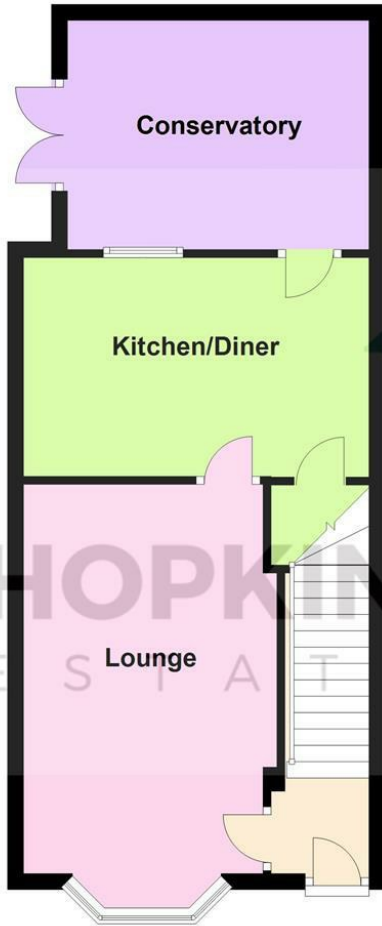 Conservatory
Kitchen/Diner
HOPKIN
Lounge
E S T A T